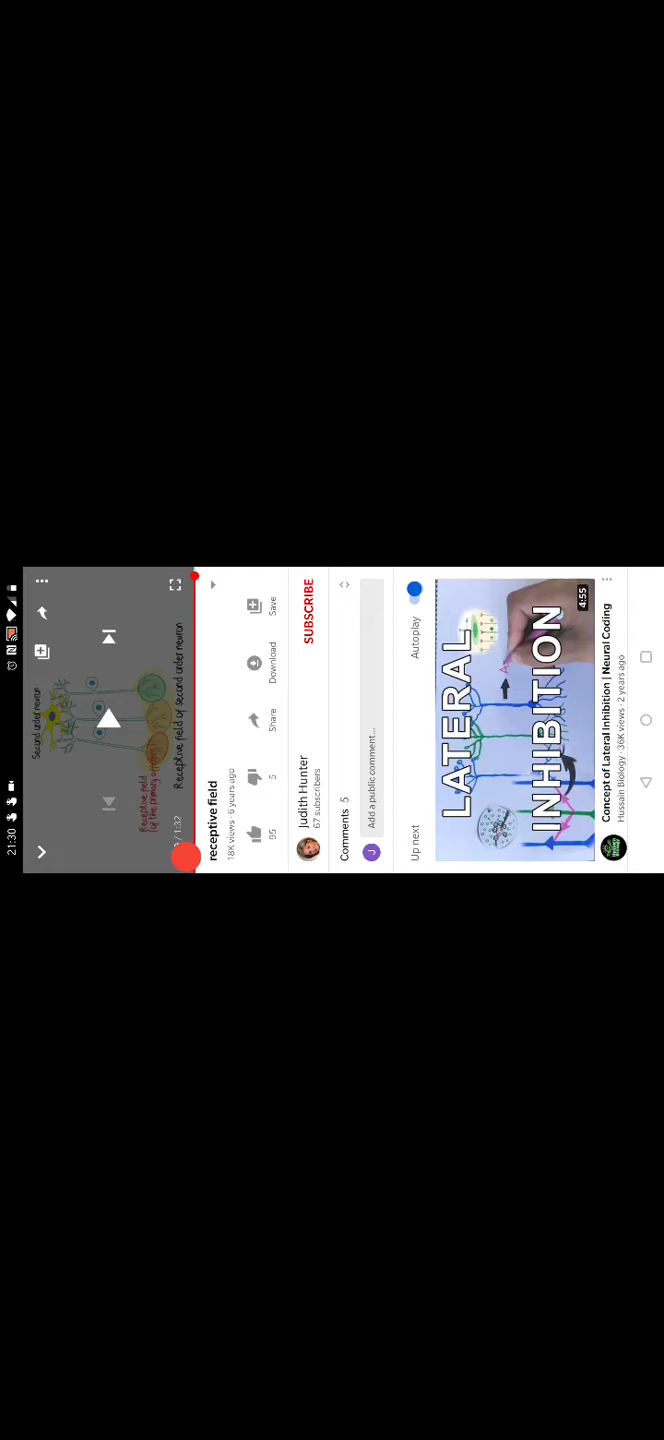 21:30
Second order neuron
Receptive field
of the primary afferent
Receptive field of second order neuron
/ 1:32
receptive field
18K views · 6 years ago
95
5
Share
Download
Save
Judith Hunter
67 subscribers
SUBSCRIBE
Comments 5
J
Add a public comment...
Up next
Autoplay
LATERAL
INHIBITION
4:55
Concept of Lateral Inhibition | Neural Coding
Hussain Biology · 36K views · 2 years ago